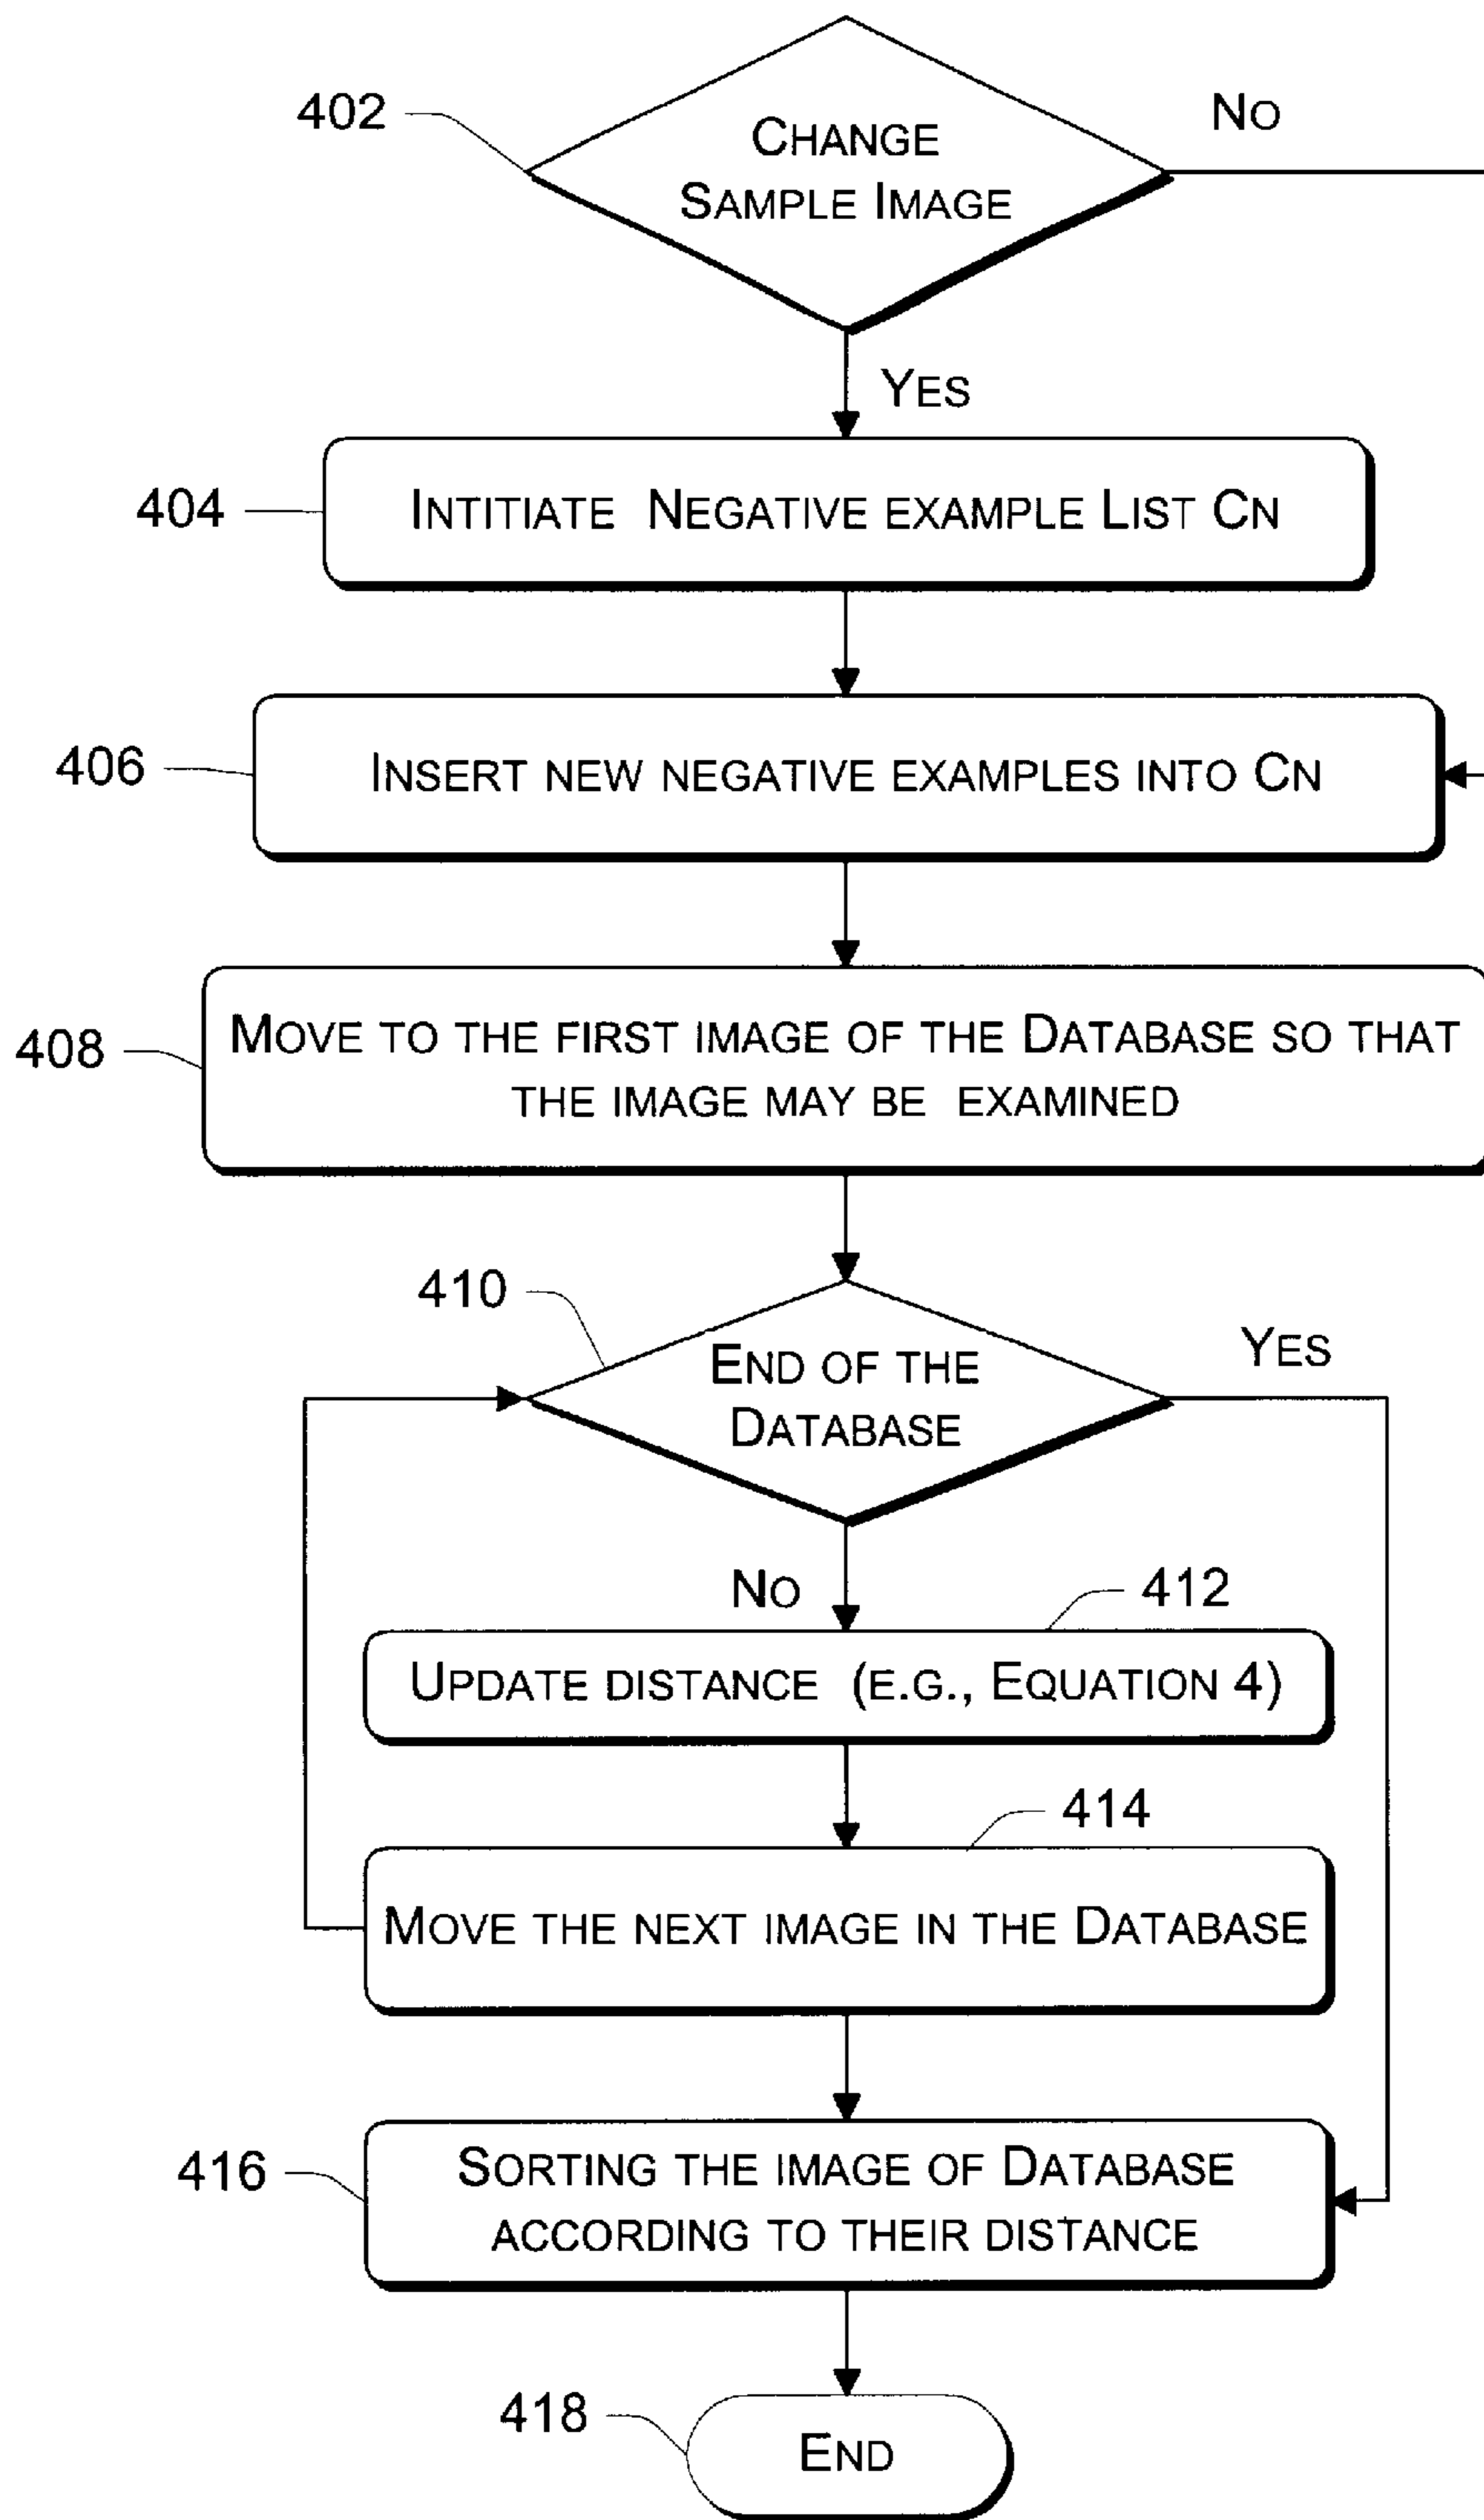 402
CHANGE
SAMPLE IMAGE
NO
YES
404
INTITIATE NEGATIVE EXAMPLE LIST CN
406
INSERT NEW NEGATIVE EXAMPLES INTO CN
408
MOVE TO THE FIRST IMAGE OF THE DATABASE SO THAT
THE IMAGE MAY BE EXAMINED
410
END OF THE
DATABASE
YES
NO
412
UPDATE DISTANCE (E.G., EQUATION 4)
414
MOVE THE NEXT IMAGE IN THE DATABASE
416
SORTING THE IMAGE OF DATABASE
ACCORDING TO THEIR DISTANCE
418
END